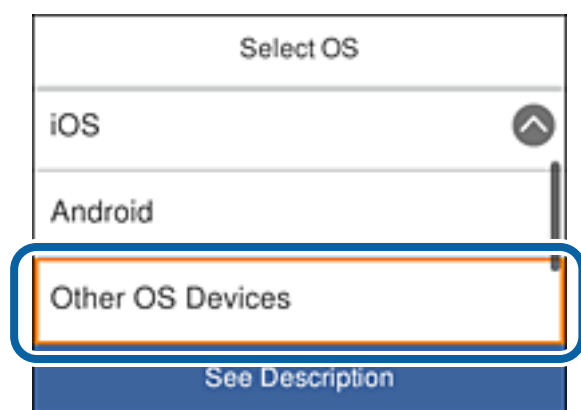 Select OS
iOS
Android
Other OS Devices
See Description